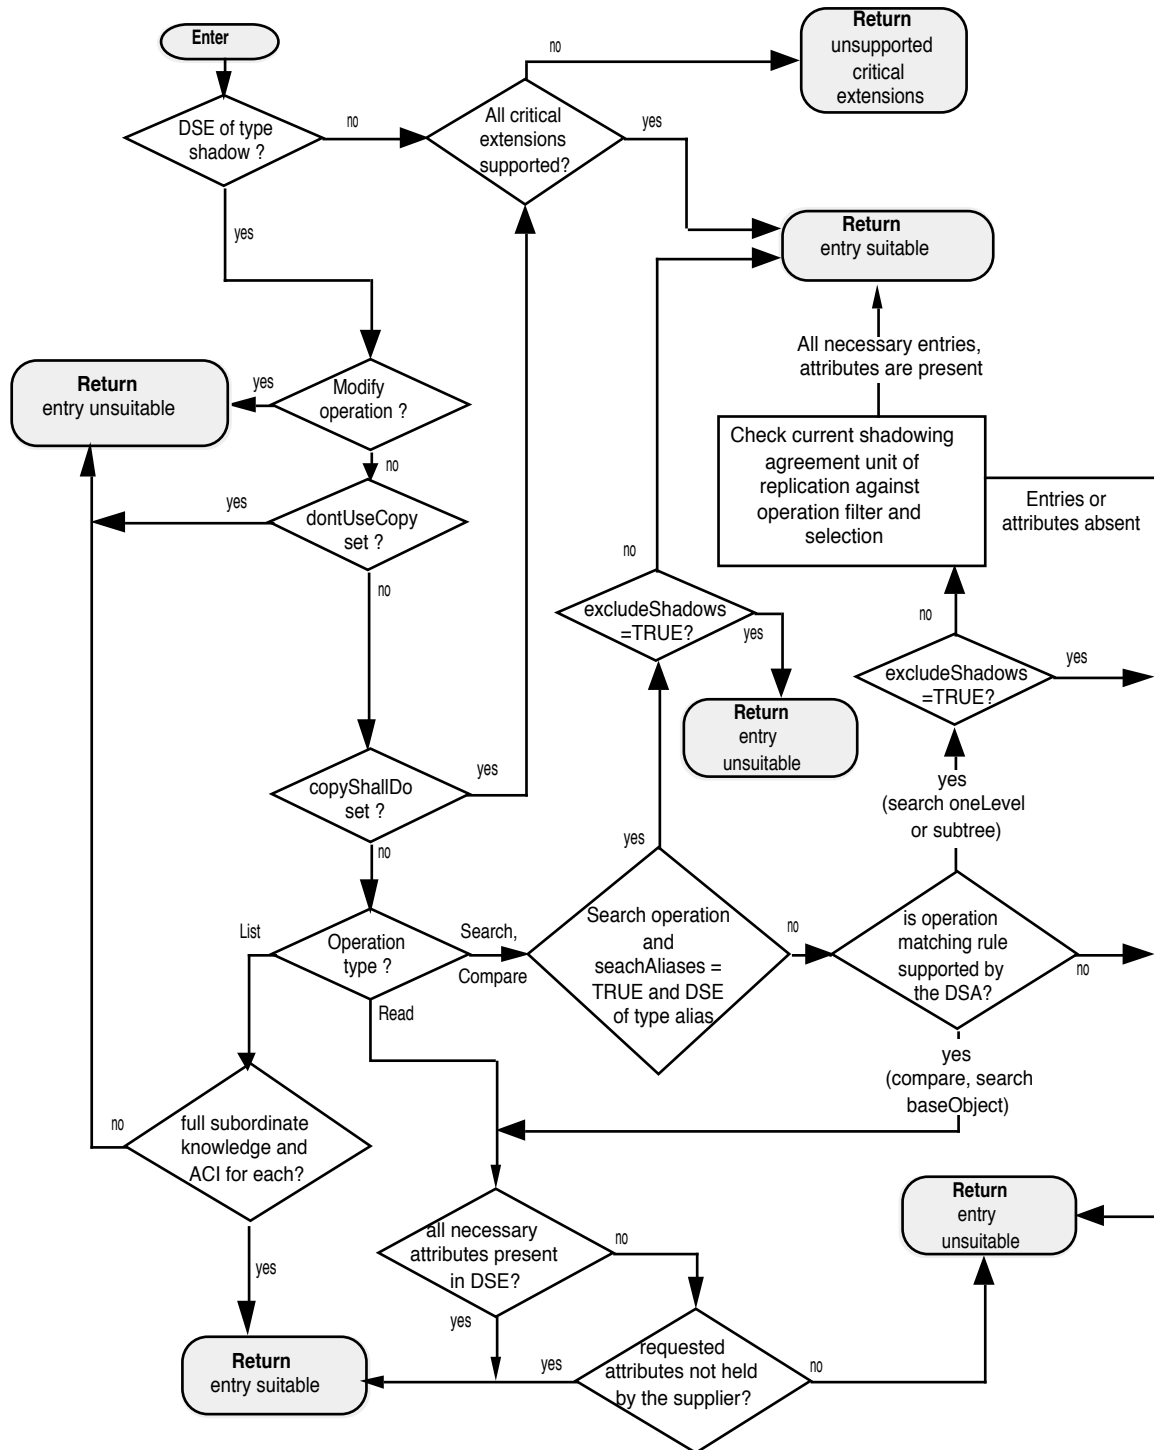 Enter
Return
unsupported
critical
extensions
no
DSE of type
shadow ?
no
All critical
extensions
supported?
yes
yes
Return
entry suitable
All necessary entries,
attributes are present
Return
entry unsuitable
yes
Modify
operation ?
no
Check current shadowing
agreement unit of
replication against
operation filter and
selection
Entries or
attributes absent
yes
dontUseCopy
set ?
no
no
excludeShadows
=TRUE?
yes
no
excludeShadows
=TRUE?
yes
Return
entry
unsuitable
copyShallDo
set ?
yes
no
yes
(search oneLevel
or subtree)
yes
List
Operation
type ?
Search,
Compare
Read
Search operation
and
seachAliases =
TRUE and DSE
of type alias
no
is operation
matching rule
supported by
the DSA?
no
yes
(compare, search
baseObject)
no
full subordinate
knowledge and
ACI for each?
yes
all necessary
attributes present
in DSE?
no
yes
Return
entry
unsuitable
Return
entry suitable
yes
requested
attributes not held
by the supplier?
no